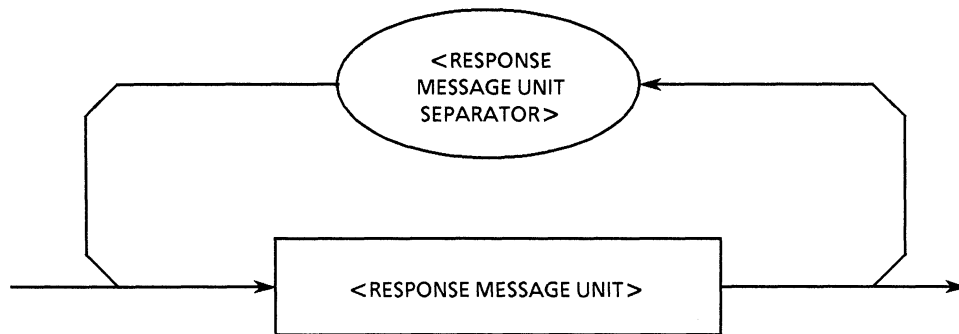 <RESPONSE
MESSAGE UNIT
SEPARATOR>
<RESPONSE MESSAGE UNIT>